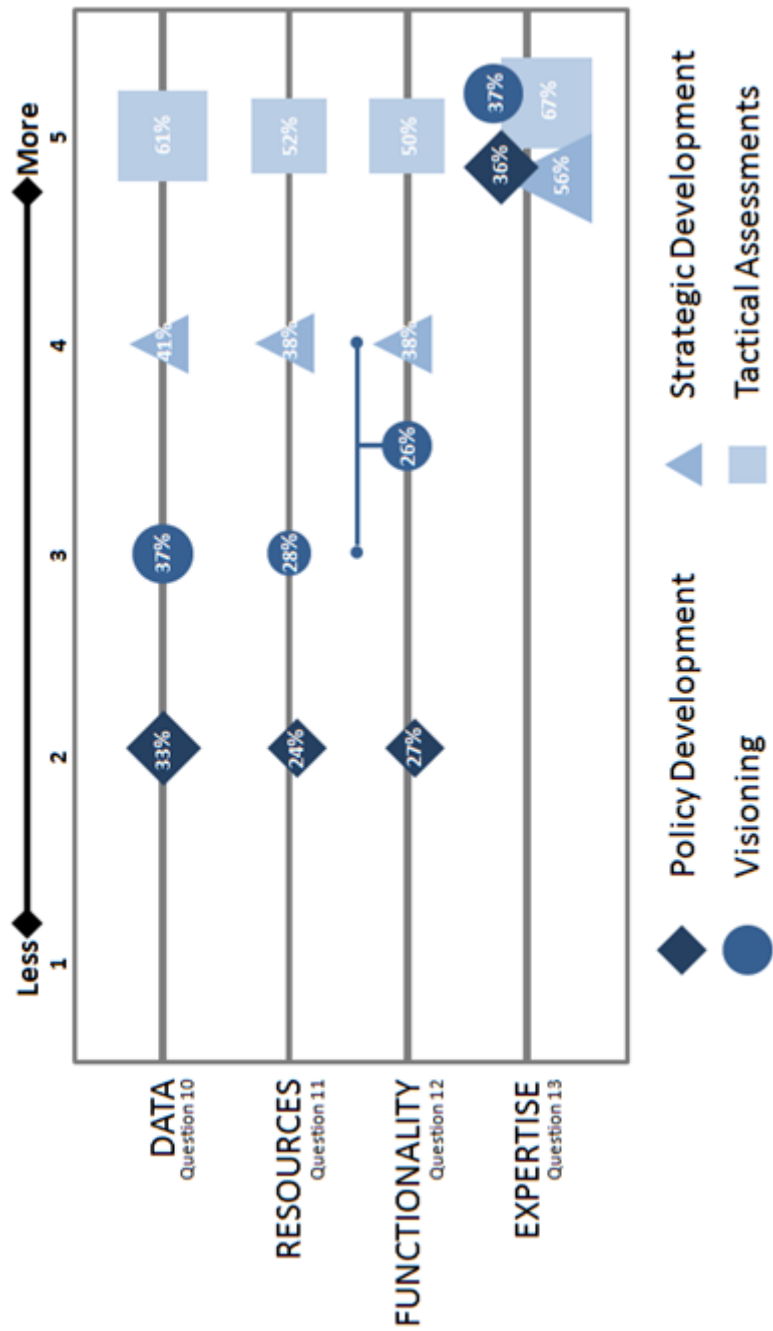 Less More
1 2 3 4 5
DATA
Question 10
33% 37% 41% 61%
RESOURCES
Question 11
24% 28% 38% 52%
FUNCTIONALITY
Question 12
27% 26% 38% 50%
EXPERTISE
Question 13
36% 37%
56% 67%
Policy Development Strategic Development
Visioning Tactical Assessments